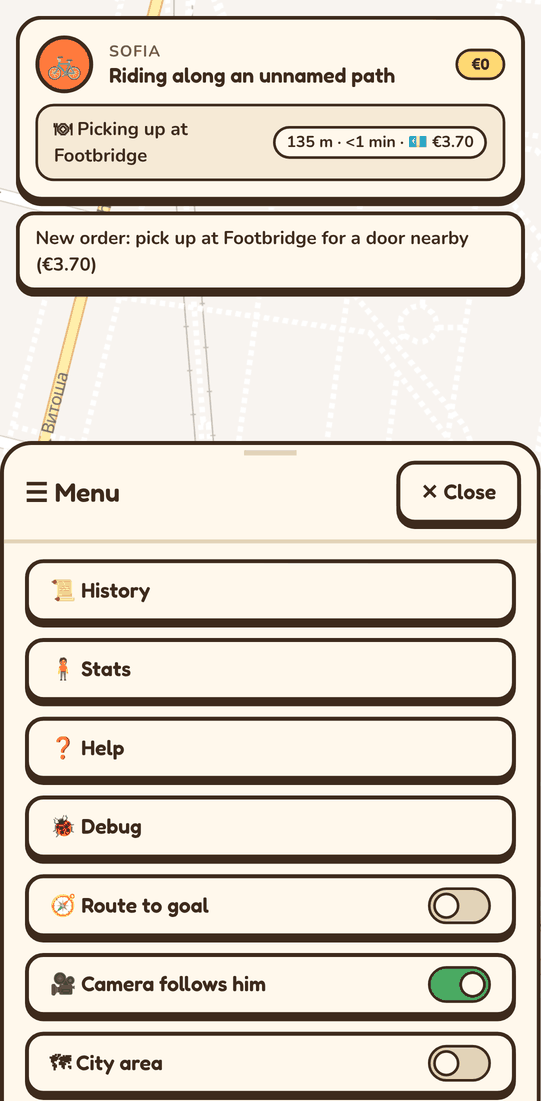 SOFIA
Riding along an unnamed path
€0
🍽 Picking up at
Footbridge
135 m · <1 min · 💶 €3.70
New order: pick up at Footbridge for a door nearby
(€3.70)
Витоша
☰ Menu
✕ Close
📜 History
🧍 Stats
❓ Help
🐞 Debug
🧭 Route to goal
🎥 Camera follows him
🗺 City area